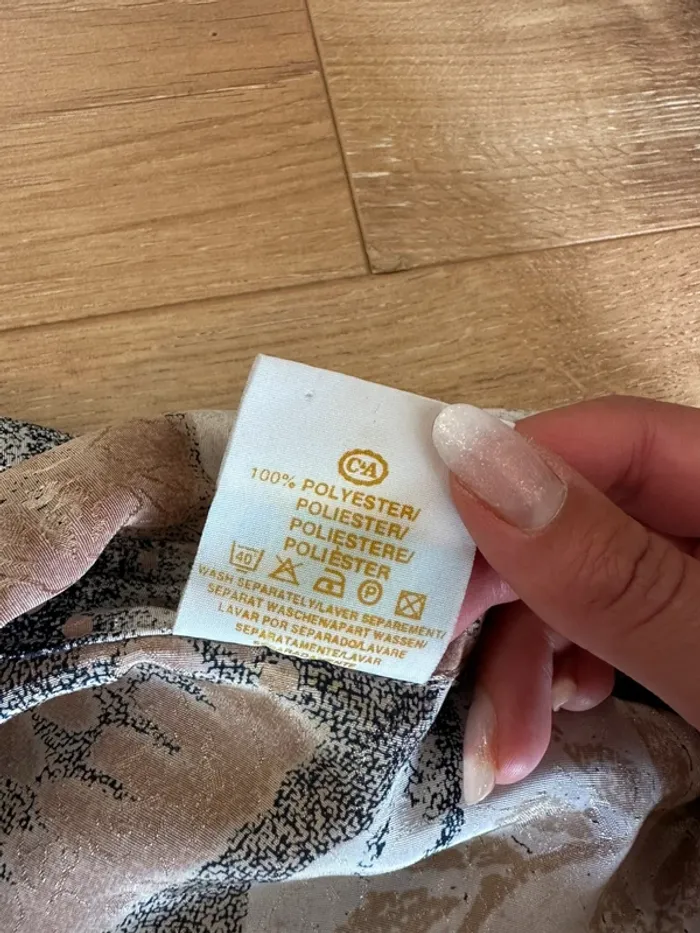 C&A
100% POLYESTER/
POLIESTER/
POLIESTERE/
POLIÈSTER
40 P
WASH SEPARATELY/LAVER SEPAREMENT/
SEPARAT WASCHEN/APART WASSEN/
LAVAR POR SEPARADO/LAVARE
SEPARATAMENTE/LAVAR